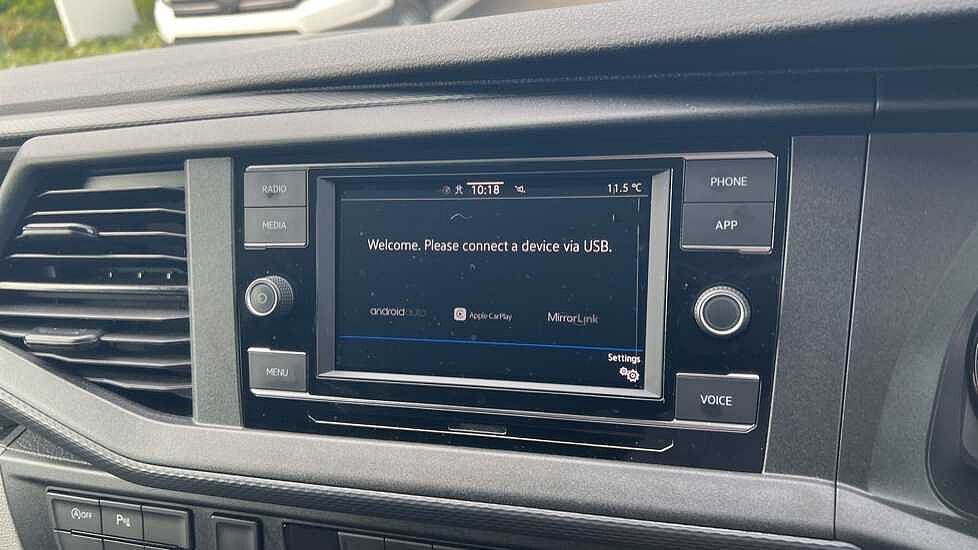 RADIO
MEDIA
MENU
10:18
11.5 °C
Welcome. Please connect a device via USB.
androidauto
Apple CarPlay
MirrorLink
Settings
PHONE
APP
VOICE
(A)OFF
P